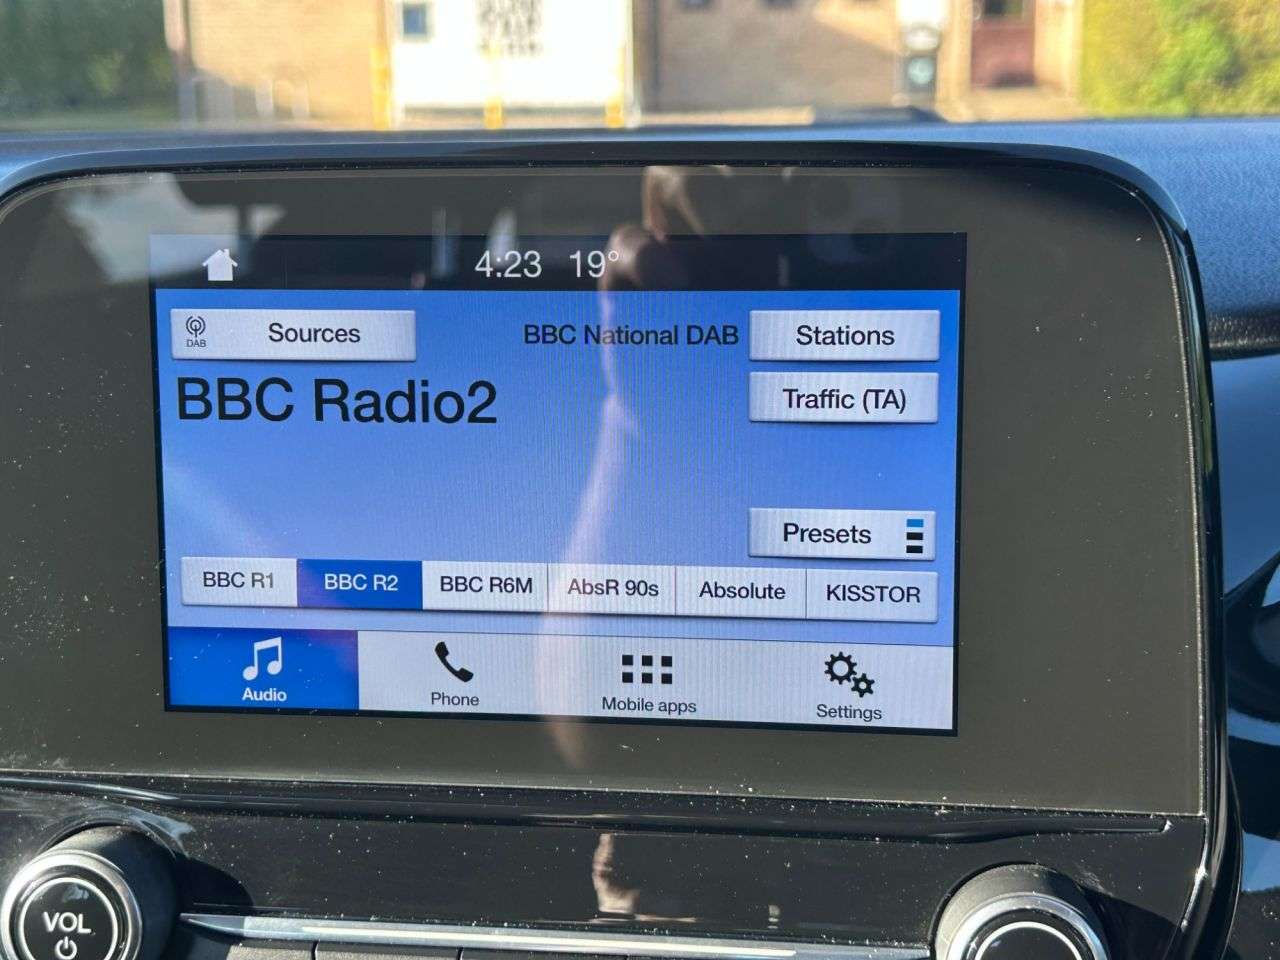 4:23 19°
DAB
Sources
BBC National DAB
Stations
BBC Radio2
Traffic (TA)
Presets
BBC R1
BBC R2
BBC R6M
AbsR 90s
Absolute
KISSTOR
Audio
Phone
Mobile apps
Settings
VOL